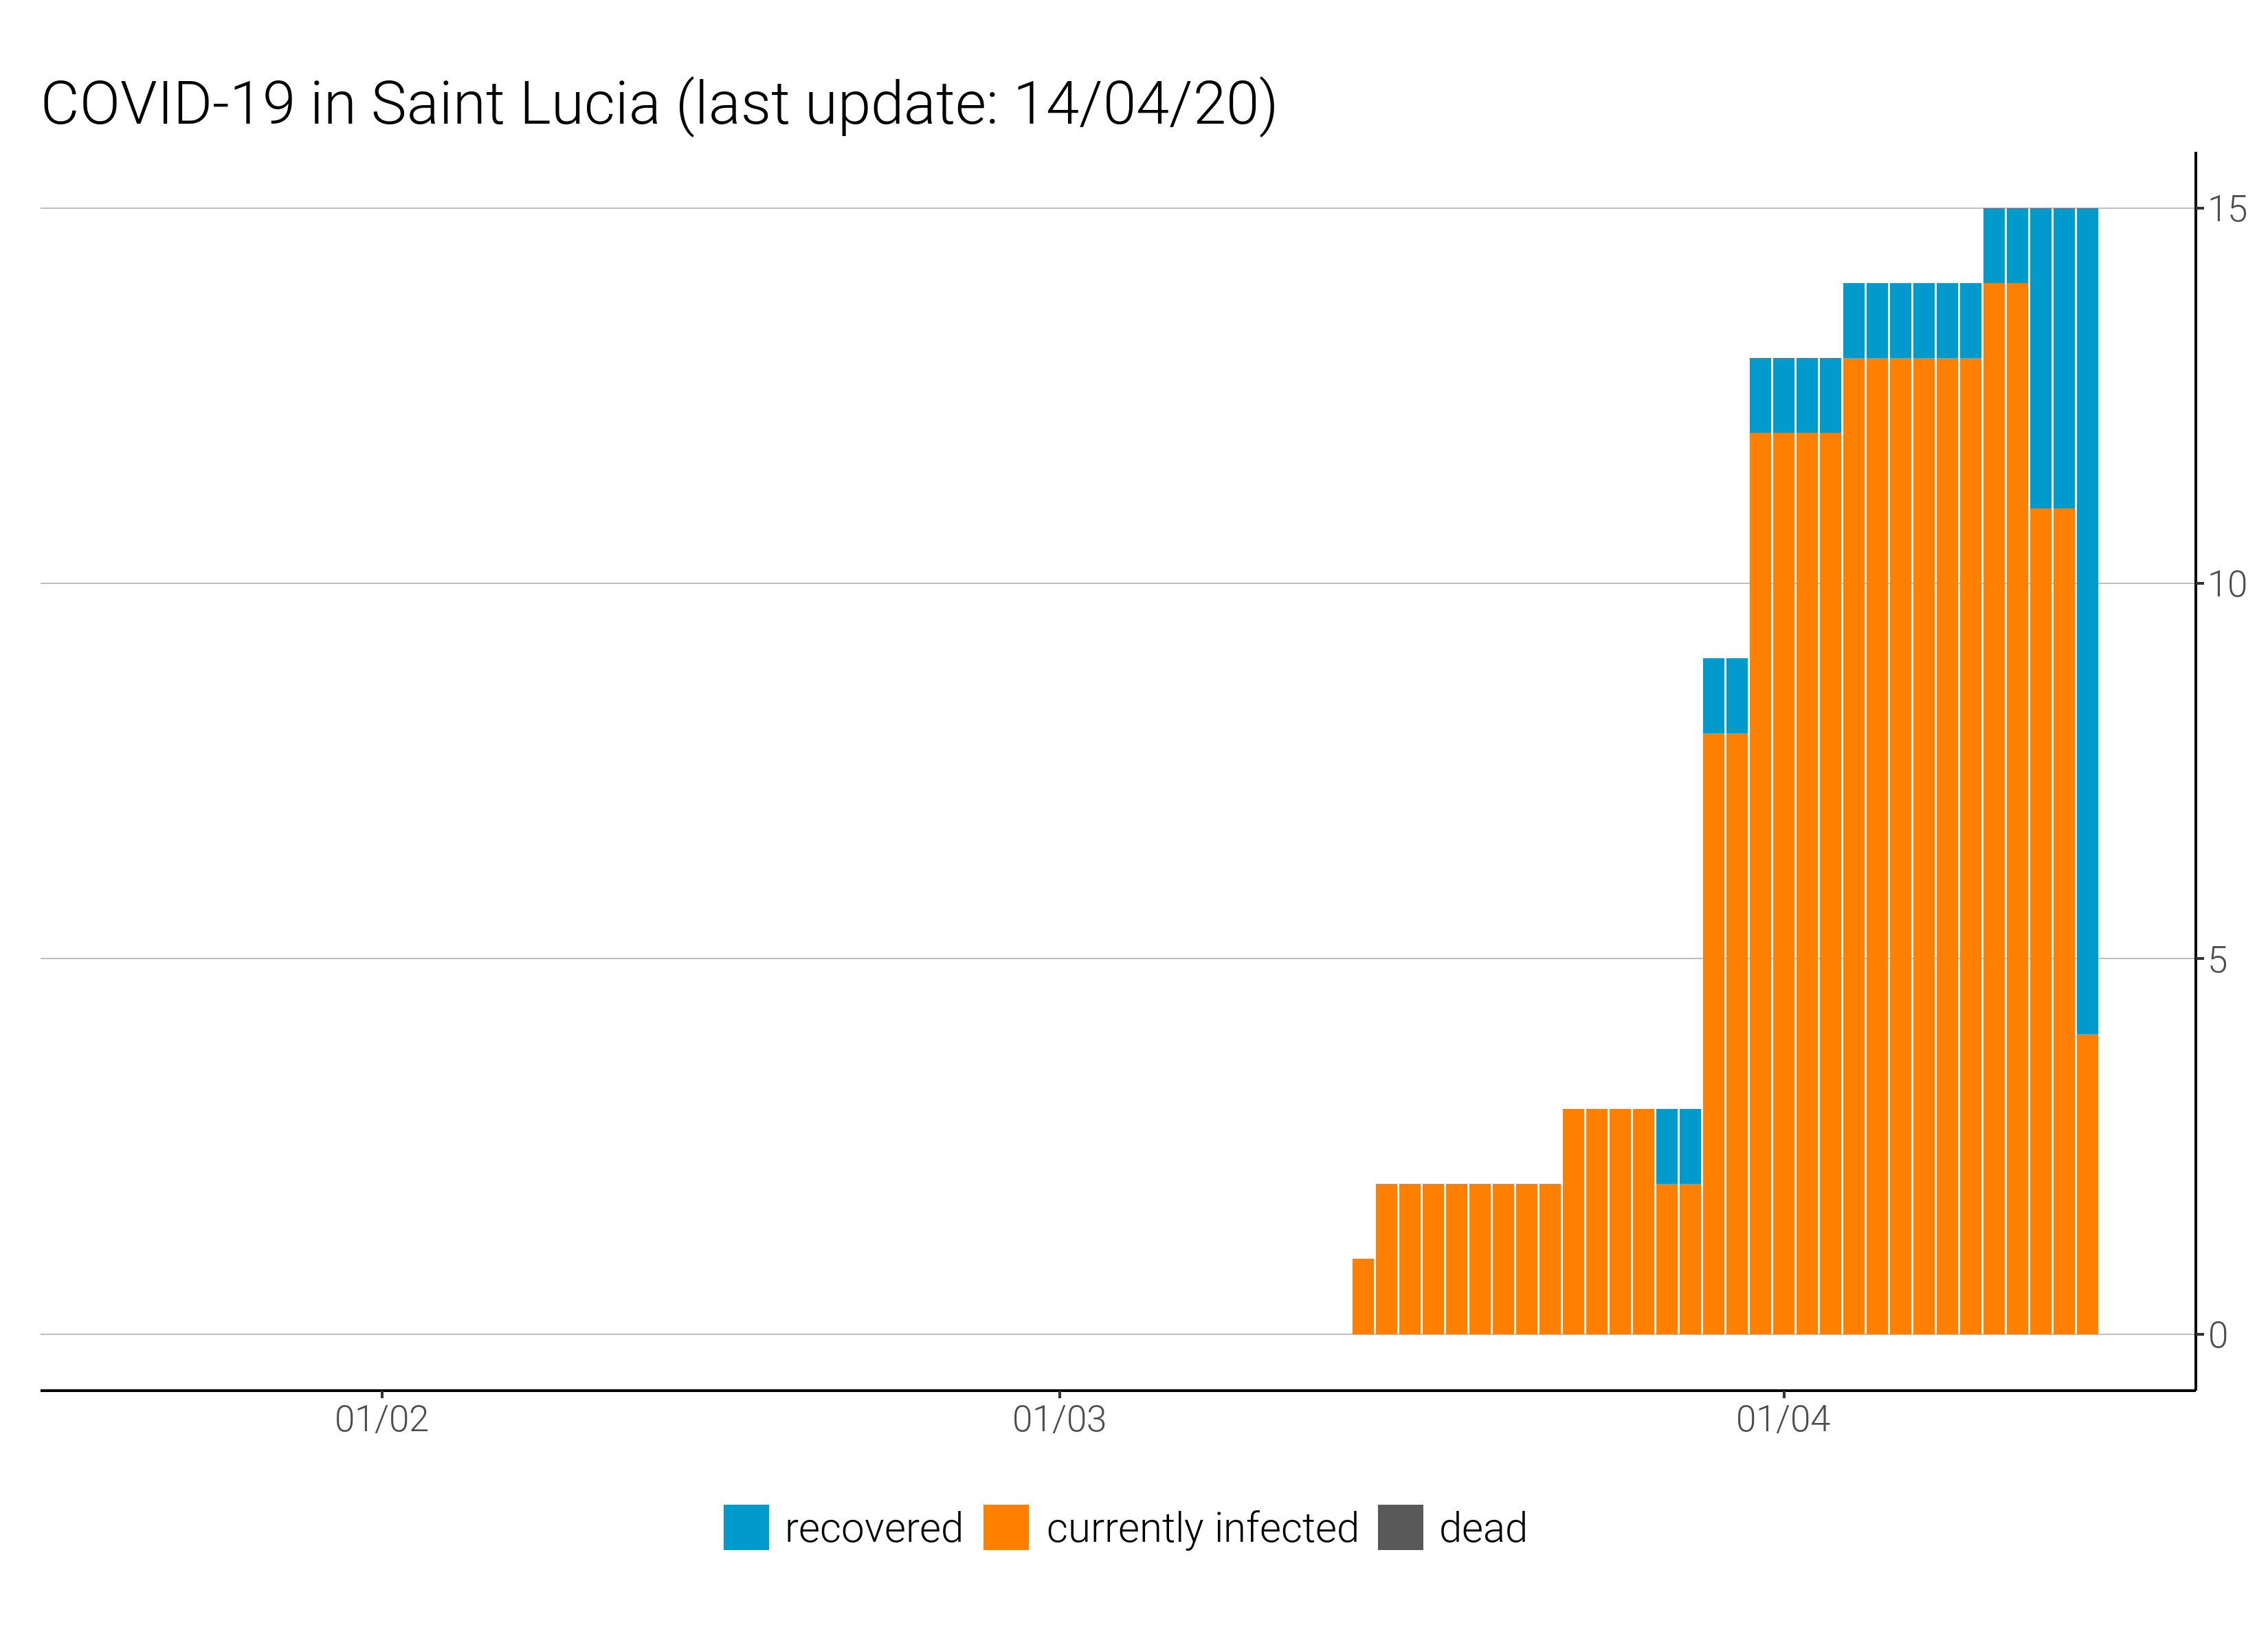 COVID-19 in Saint Lucia (last update: 14/04/20)
15
10
5
0
01/02 01/03 01/04
recovered currently infected dead